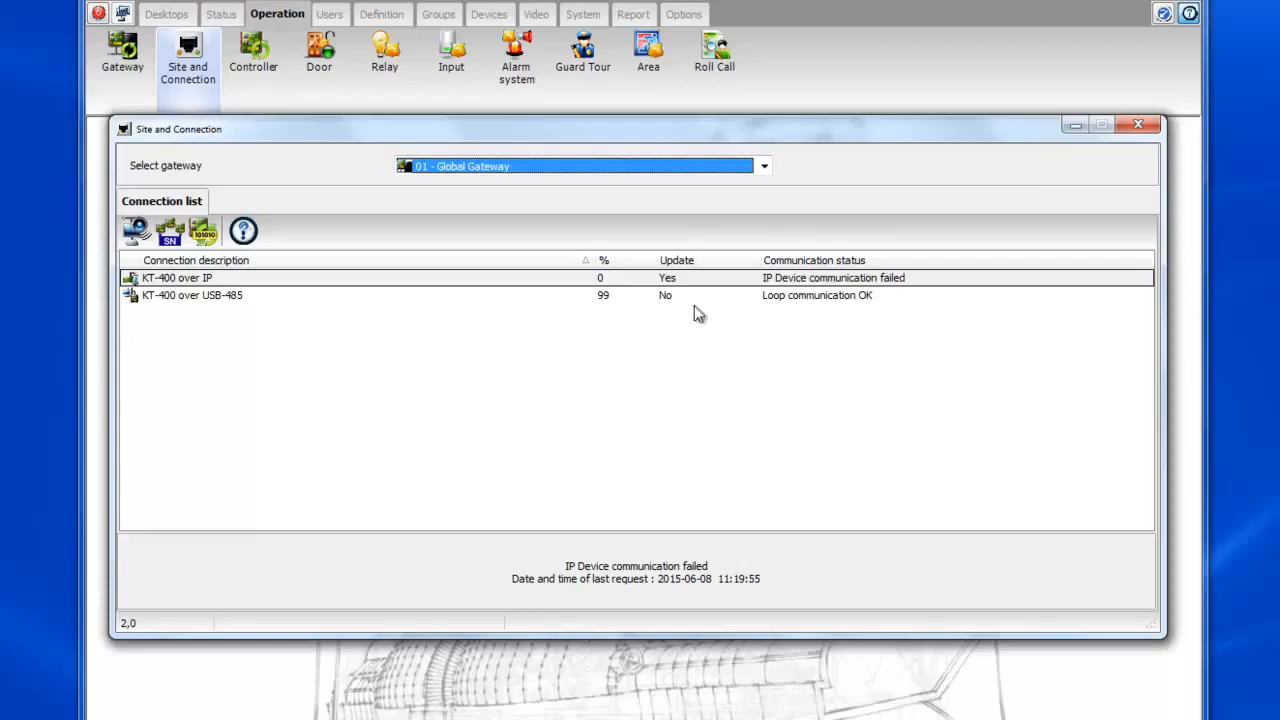 Desktops Status Operation Users Definition Groups Devices Video System Report Options
Gateway Site and Connection Controller Door Relay Input Alarm system Guard Tour Area Roll Call
Site and Connection
Select gateway 01 - Global Gateway
Connection list
SN 101010
Connection description % Update Communication status
KT-400 over IP 0 Yes IP Device communication failed
KT-400 over USB-485 99 No Loop communication OK
IP Device communication failed
Date and time of last request : 2015-06-08 11:19:55
2,0